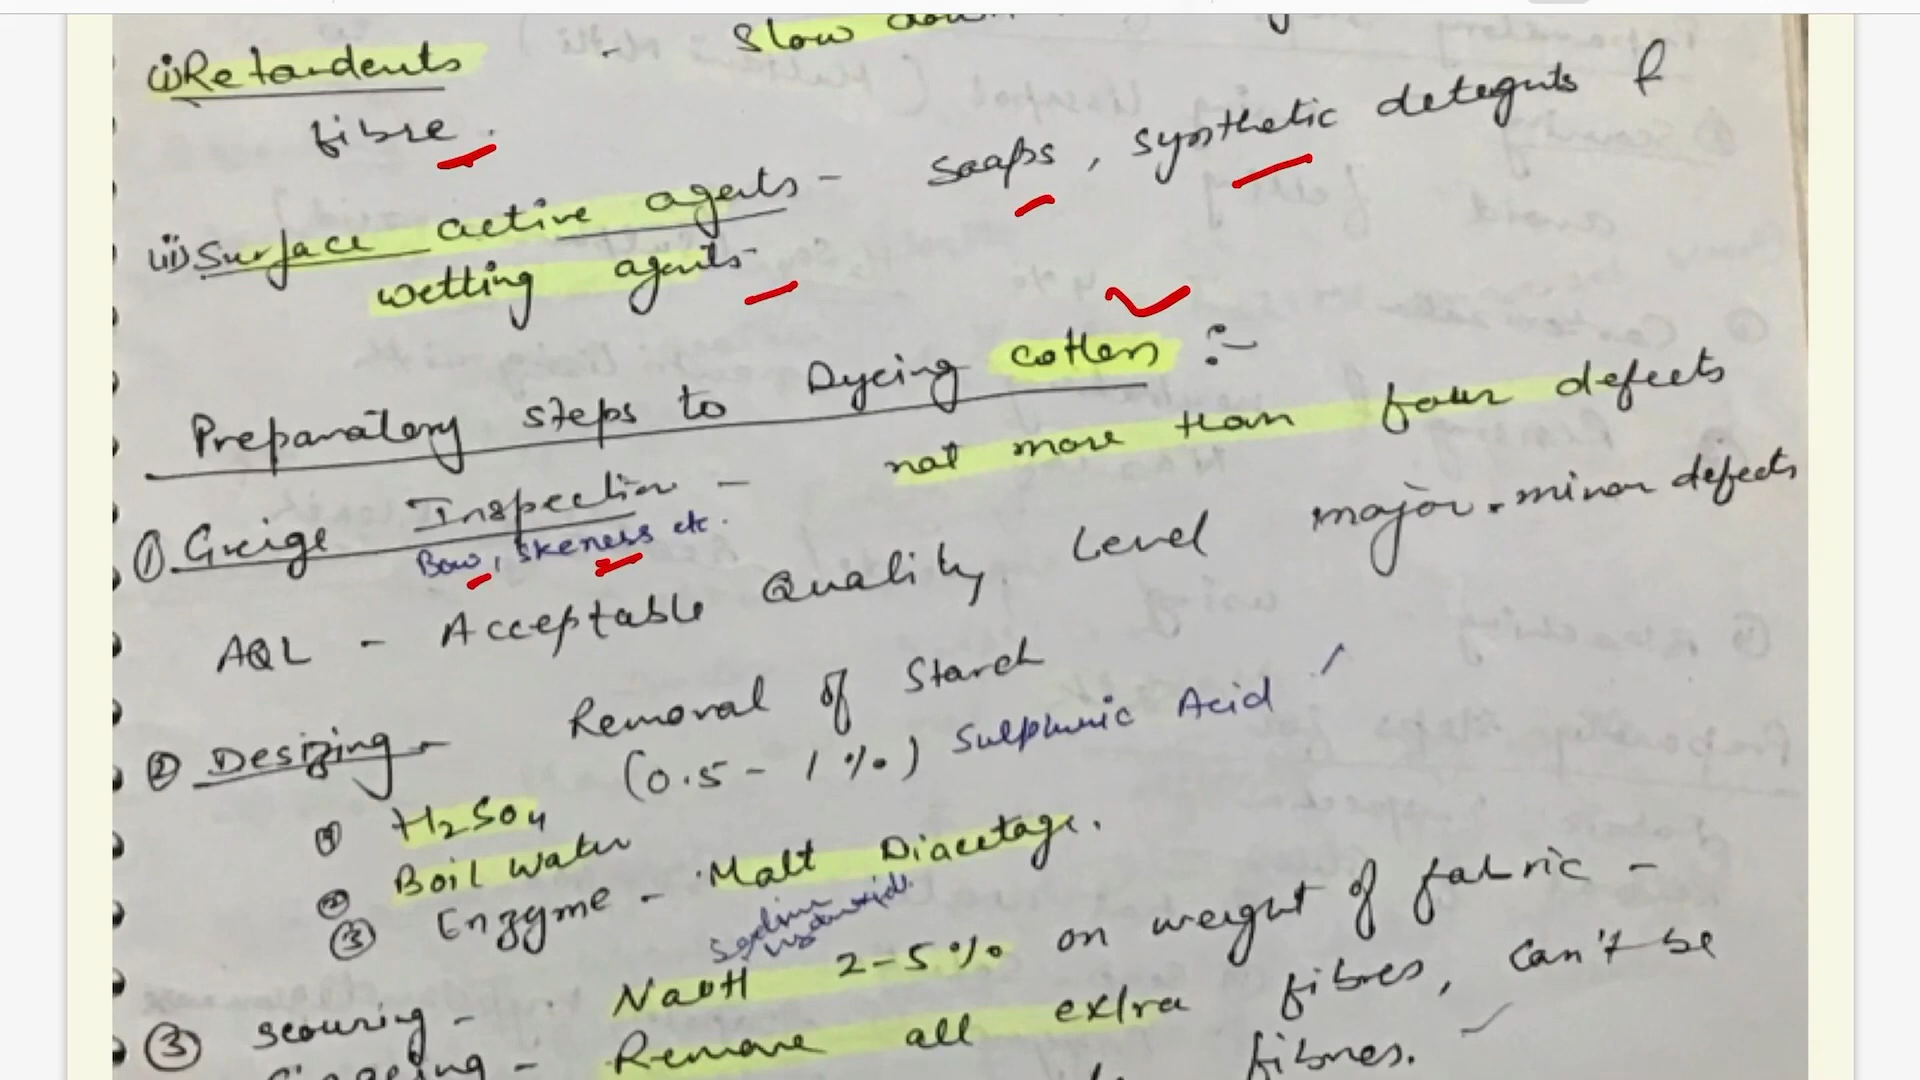 ii) Retardents - Slow down
fibre.
iii) Surface active agents - Soaps, synthetic detegnts &
wetting agents-
Preparatory steps to Dyeing cotton :-
① Greige Inspection - not more than four defects
Bow, skeness etc.
AQL - Acceptable Quality Level major. minor defects
② Desizing - Removal of Starch
① H2SO4 (0.5 - 1 %) Sulphuric Acid
② Boil Water
③ Enzyme - Malt Diacetage.
Sodium Hydroxide
③ Scouring - NaOH 2-5% on weight of fabric -
Remove all extra fibres, can't be
fibres.